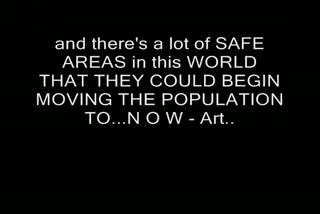 and there's a lot of SAFE
AREAS in this WORLD
THAT THEY COULD BEGIN
MOVING THE POPULATION
TO...N O W - Art..